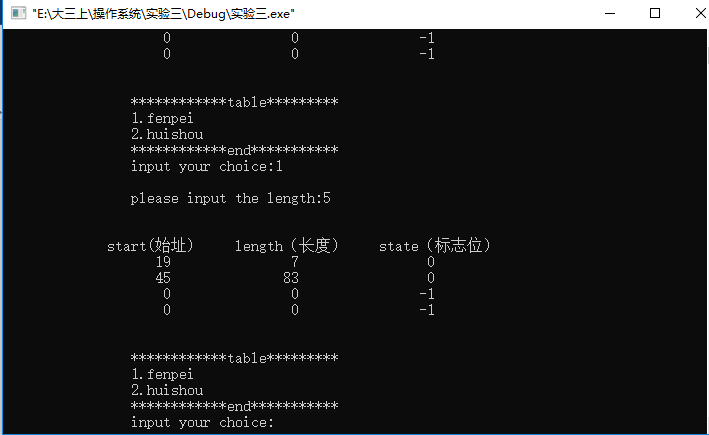 "E:\大三上\操作系统\实验三\Debug\实验三.exe"
0 0 -1
0 0 -1
************table*********
1.fenpei
2.huishou
************end***********
input your choice:1
please input the length:5
start(始址) length（长度） state（标志位）
19 7 0
45 83 0
0 0 -1
0 0 -1
************table*********
1.fenpei
2.huishou
************end***********
input your choice: